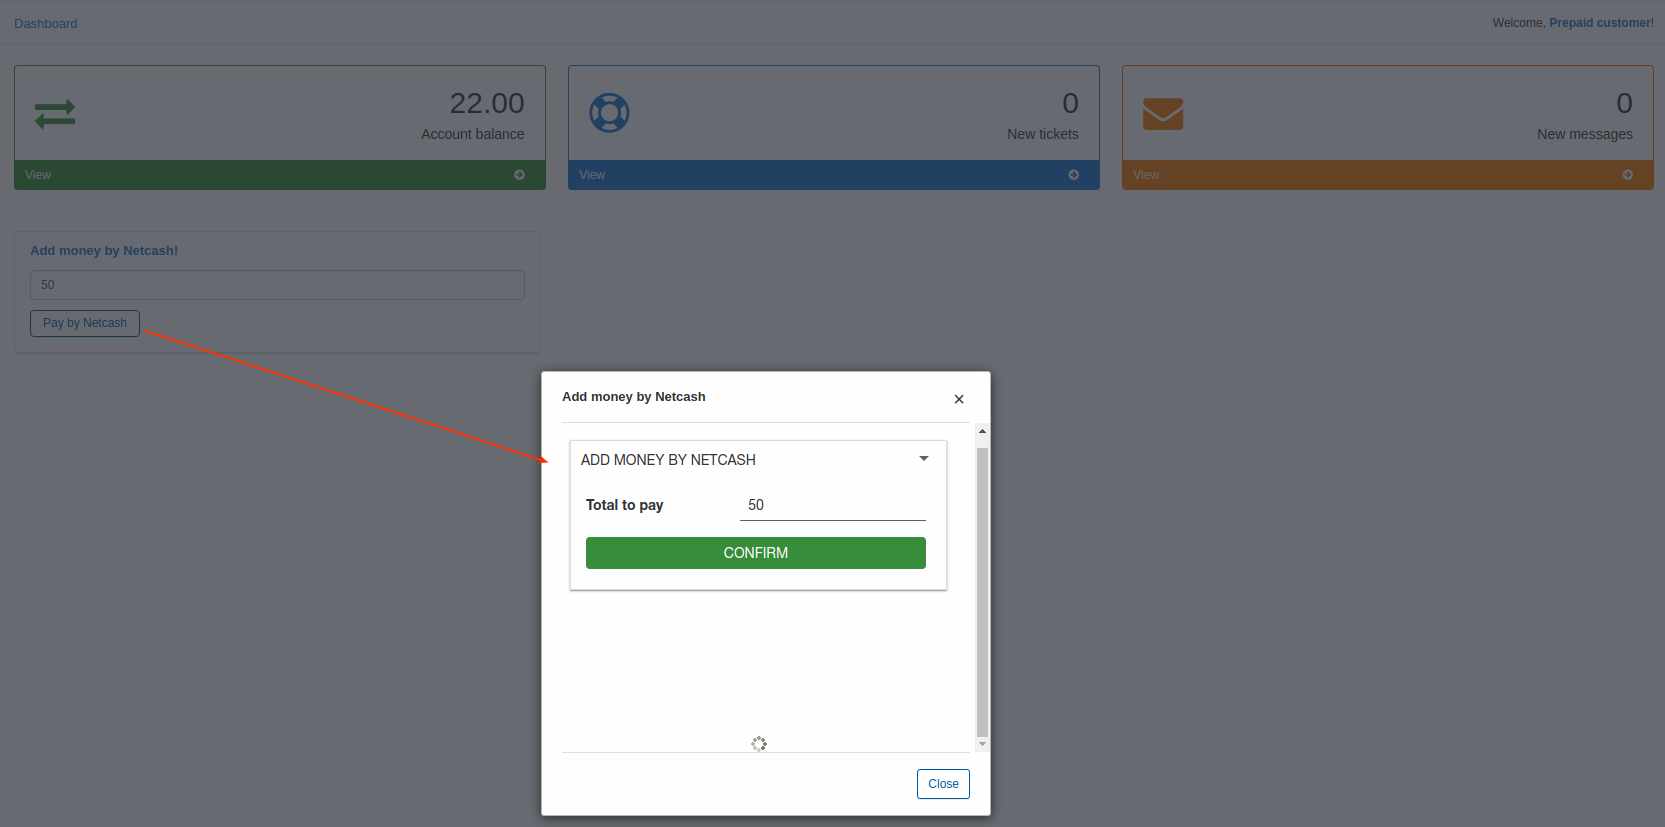 Dashboard
Welcome, Prepaid customer!
22.00
Account balance
View
0
New tickets
View
0
New messages
View
Add money by Netcash!
50
Pay by Netcash
Add money by Netcash
×
ADD MONEY BY NETCASH
Total to pay 50
CONFIRM
Close